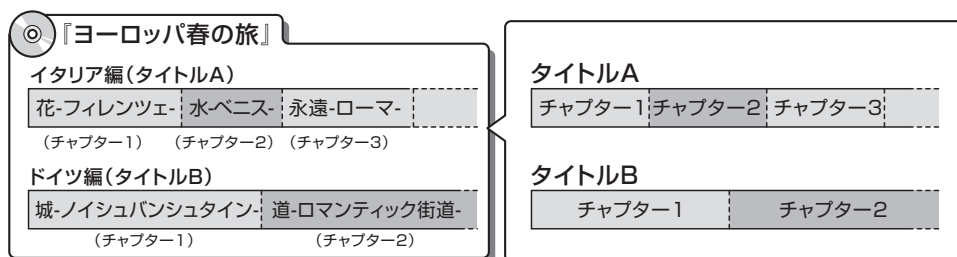 『ヨーロッパ春の旅』
イタリア編(タイトルA)
花-フィレンツェ- 水-ベニス- 永遠-ローマ-
(チャプター1) (チャプター2) (チャプター3)
ドイツ編(タイトルB)
城-ノイシュバンシュタイン- 道-ロマンティック街道-
(チャプター1) (チャプター2)
タイトルA
チャプター1 チャプター2 チャプター3
タイトルB
チャプター1 チャプター2